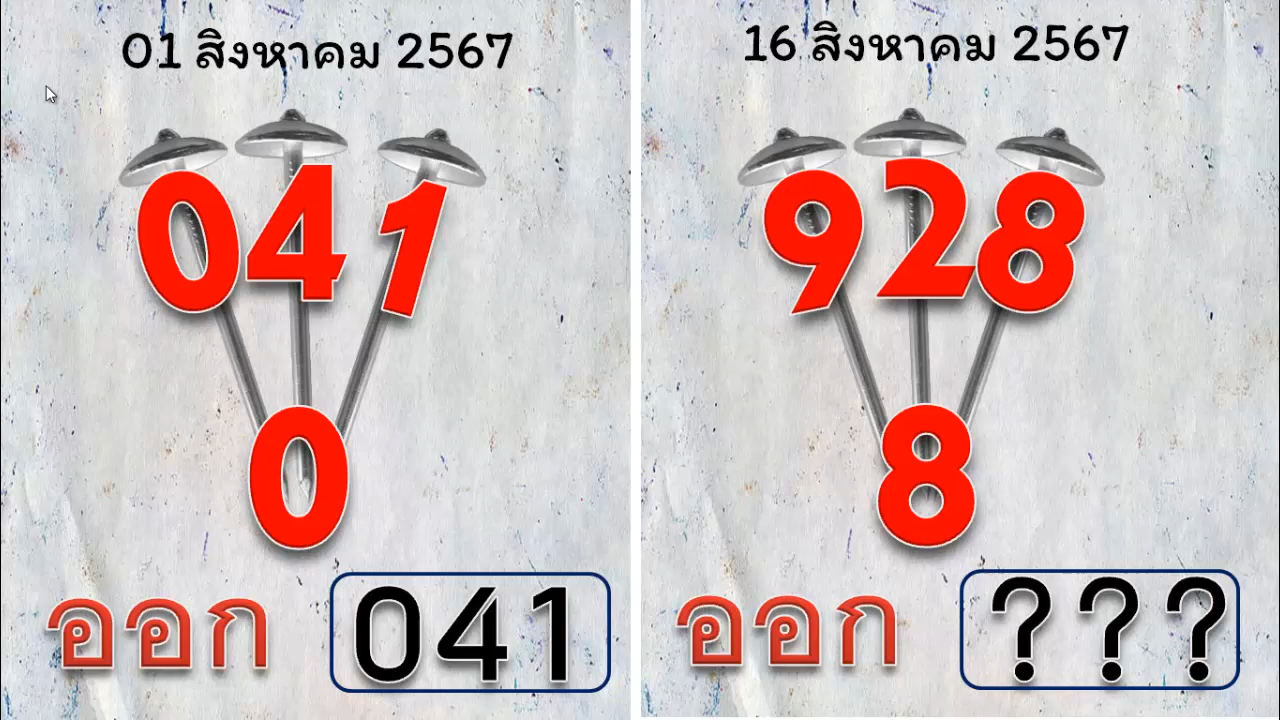 01 สิงหาคม 2567
041
0
ออก 041
16 สิงหาคม 2567
928
8
ออก ???